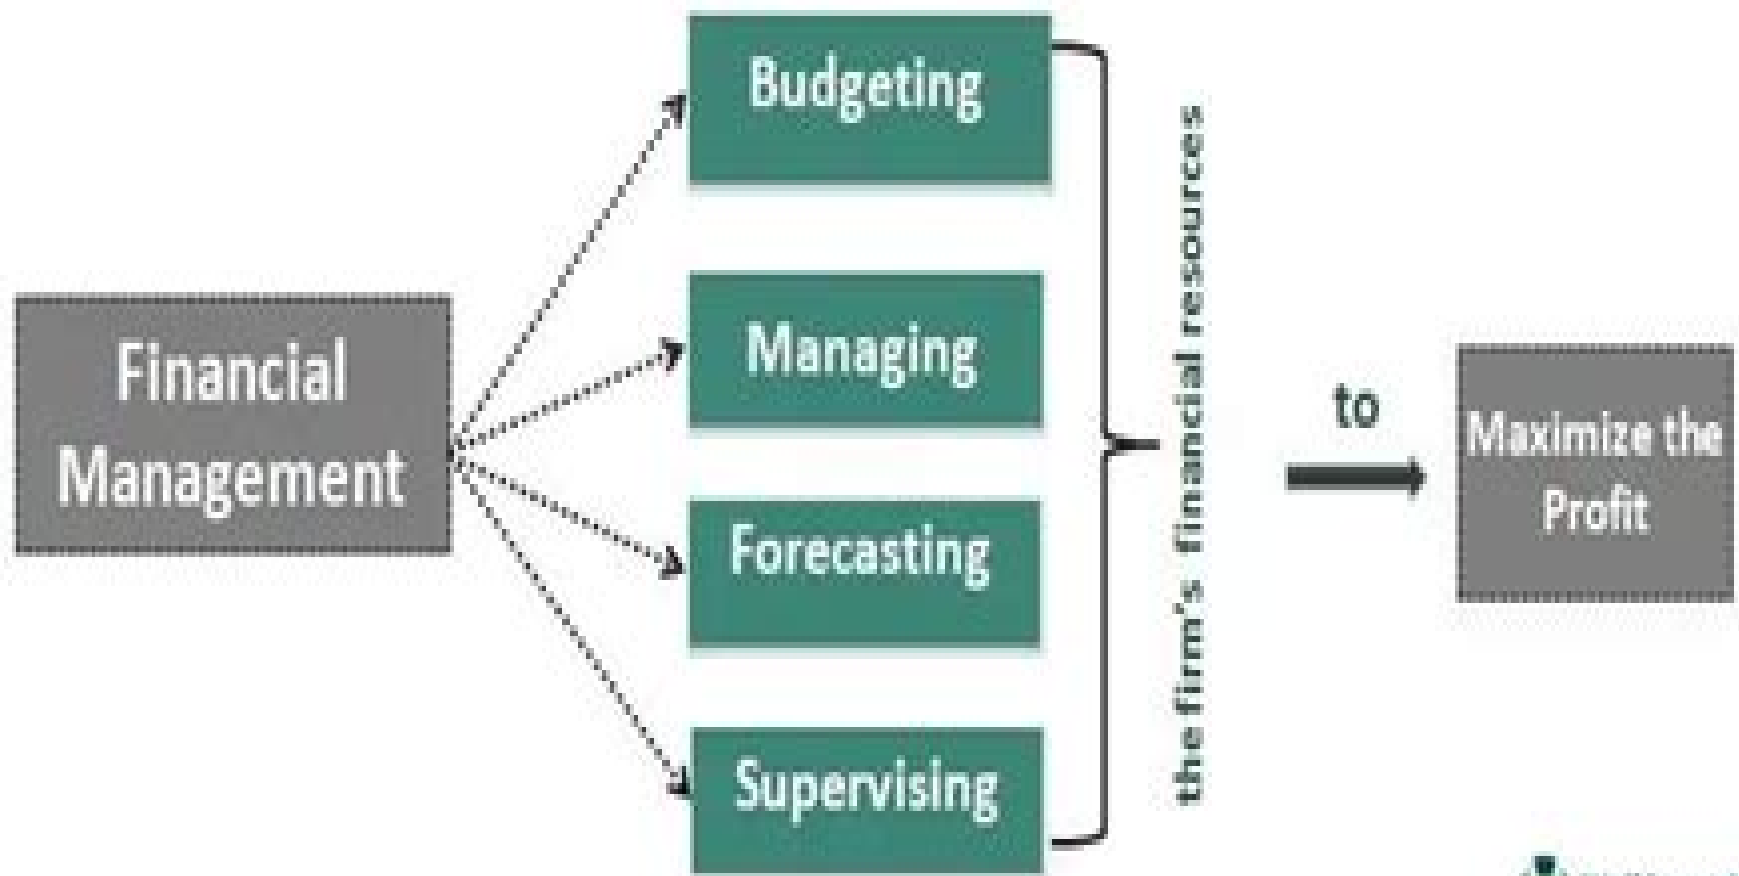 Financial
Management
Budgeting
Managing
Forecasting
Supervising
the firm's financial resources
to
Maximize the
Profit